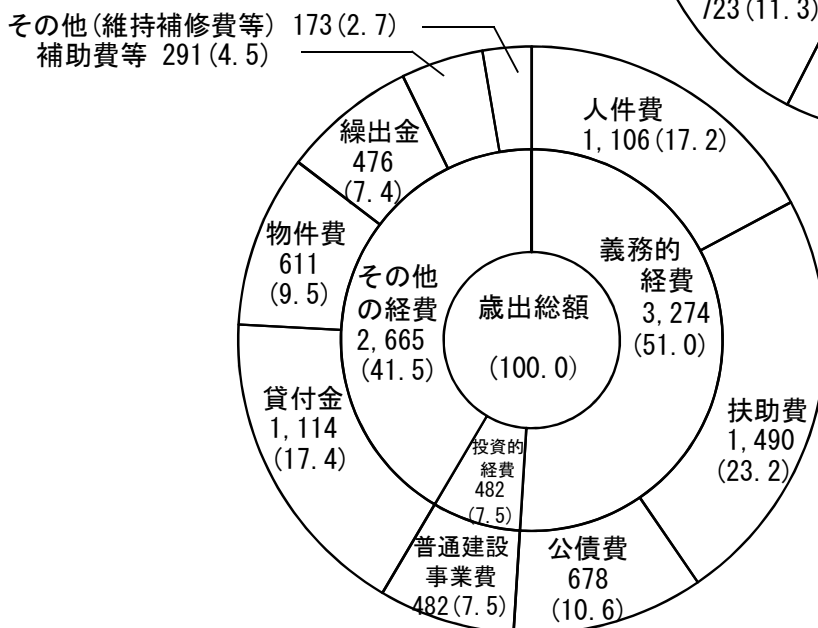 723(11.3)
その他(維持補修費等) 173(2.7)
補助費等 291(4.5)
人件費
1,106(17.2)
繰出金
476
(7.4)
物件費
611
(9.5)
その他
の経費
2,665
(41.5)
歳出総額
(100.0)
義務的
経費
3,274
(51.0)
貸付金
1,114
(17.4)
扶助費
1,490
(23.2)
投資的
経費
482
(7.5)
普通建設
事業費
482(7.5)
公債費
678
(10.6)